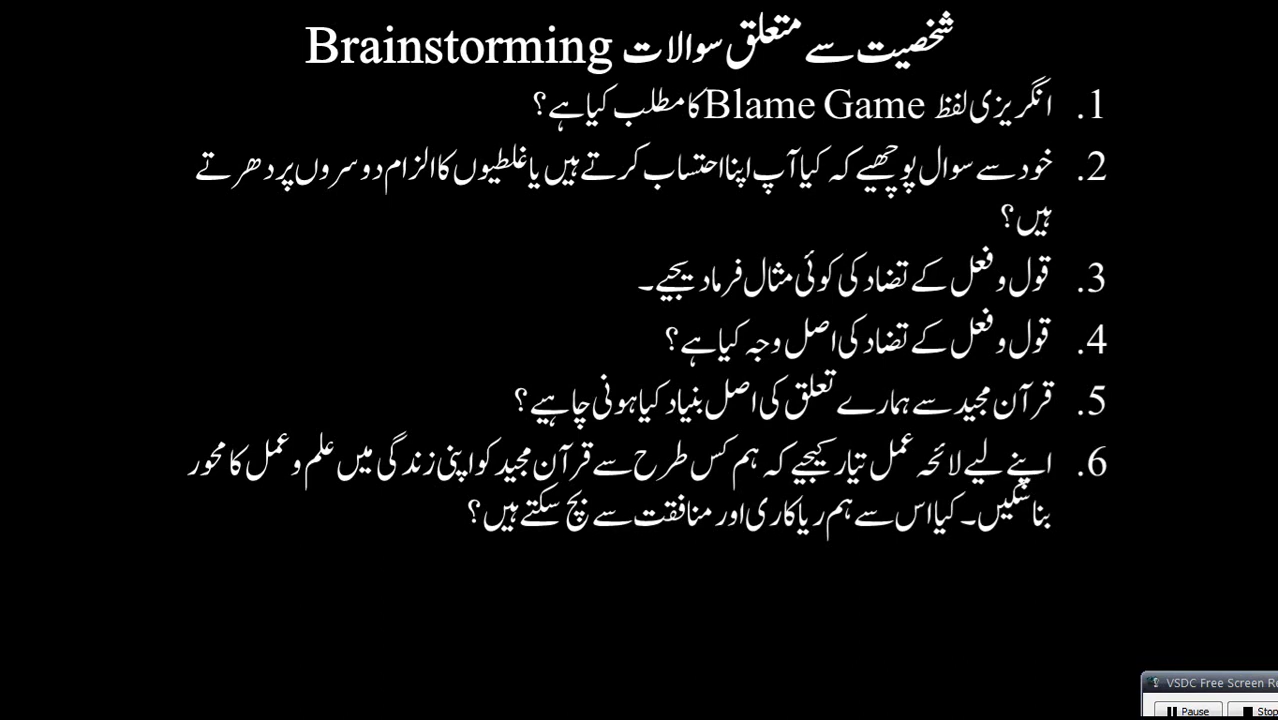 شخصیت سے متعلق سوالات Brainstorming
1. انگریزی لفظ Blame Game کا مطلب کیا ہے؟
2. خود سے سوال پوچھیے کہ کیا آپ اپنا احتساب کرتے ہیں یا غلطیوں کا الزام دوسروں پر دھرتے
ہیں؟
3. قول و فعل کے تضاد کی کوئی مثال فرما دیجیے۔
4. قول و فعل کے تضاد کی اصل وجہ کیا ہے؟
5. قرآن مجید سے ہمارے تعلق کی اصل بنیاد کیا ہونی چاہیے؟
6. اپنے لیے لائحہ عمل تیار کیجیے کہ ہم کس طرح سے قرآن مجید کو اپنی زندگی میں علم و عمل کا محور
بنا سکیں۔ کیا اس سے ہم ریاکاری اور منافقت سے بچ سکتے ہیں؟
VSDC Free Screen Re
Pause Stop